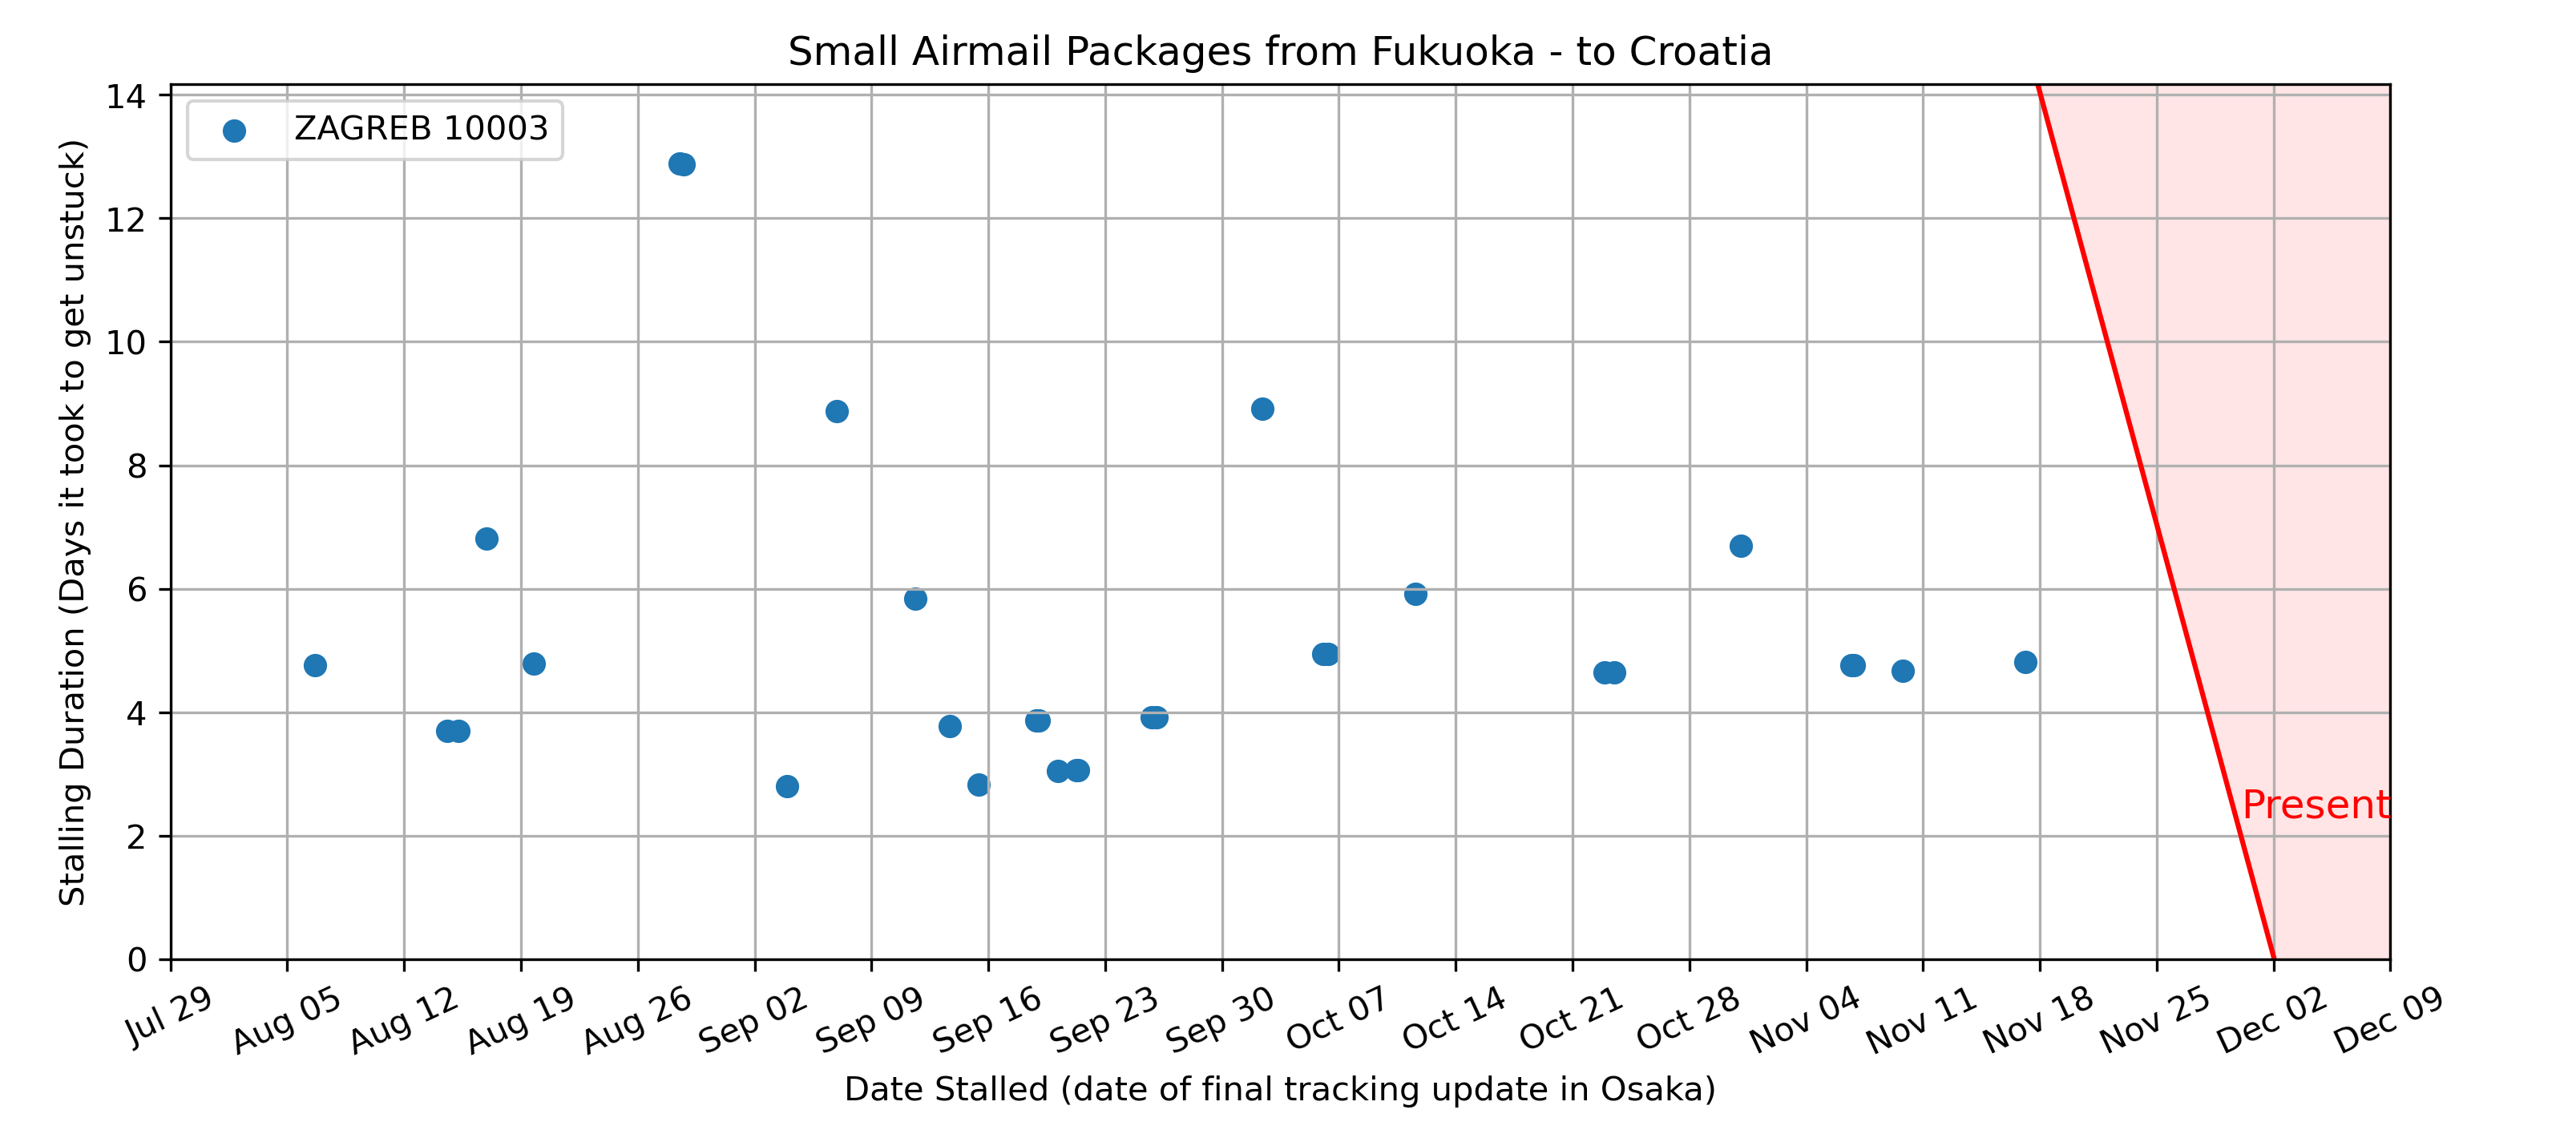 Small Airmail Packages from Fukuoka - to Croatia
ZAGREB 10003
Stalling Duration (Days it took to get unstuck)
14
12
10
8
6
4
2
0
Present
Jul 29
Aug 05
Aug 12
Aug 19
Aug 26
Sep 02
Sep 09
Sep 16
Sep 23
Sep 30
Oct 07
Oct 14
Oct 21
Oct 28
Nov 04
Nov 11
Nov 18
Nov 25
Dec 02
Dec 09
Date Stalled (date of final tracking update in Osaka)